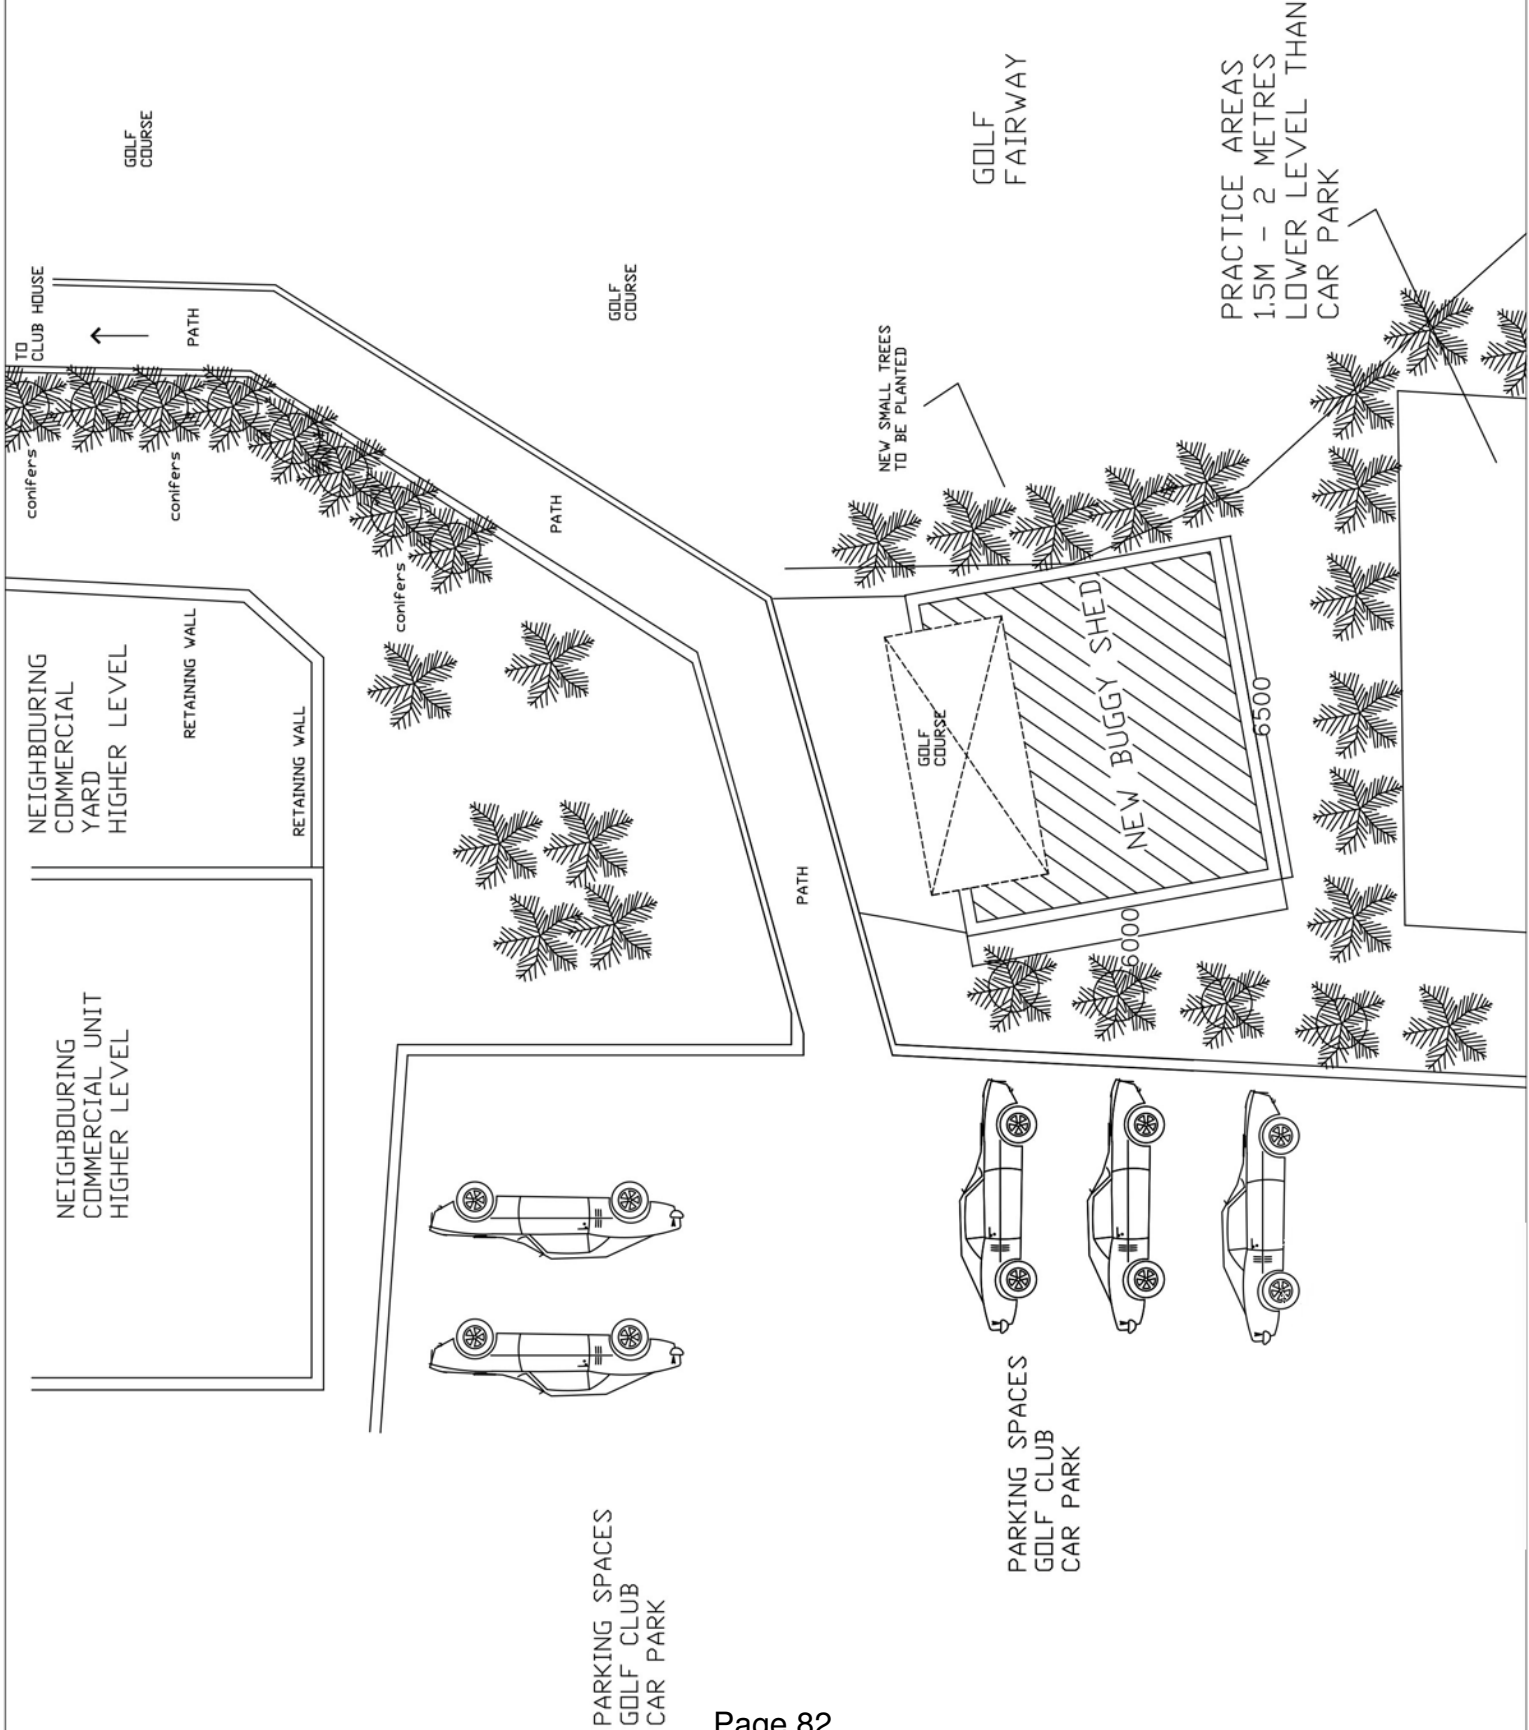 GOLF
COURSE
TO
CLUB HOUSE
PATH
conifers
conifers
NEIGHBOURING
COMMERCIAL
YARD
HIGHER LEVEL
RETAINING WALL
RETAINING WALL
NEIGHBOURING
COMMERCIAL UNIT
HIGHER LEVEL
conifers
PATH
GOLF
COURSE
PATH
GOLF
FAIRWAY
NEW SMALL TREES
TO BE PLANTED
GOLF
COURSE
NEW BUGGY SHED
6500
6000
PRACTICE AREAS
1.5M - 2 METRES
LOWER LEVEL THAN
CAR PARK
PARKING SPACES
GOLF CLUB
CAR PARK
PARKING SPACES
GOLF CLUB
CAR PARK
Page 82